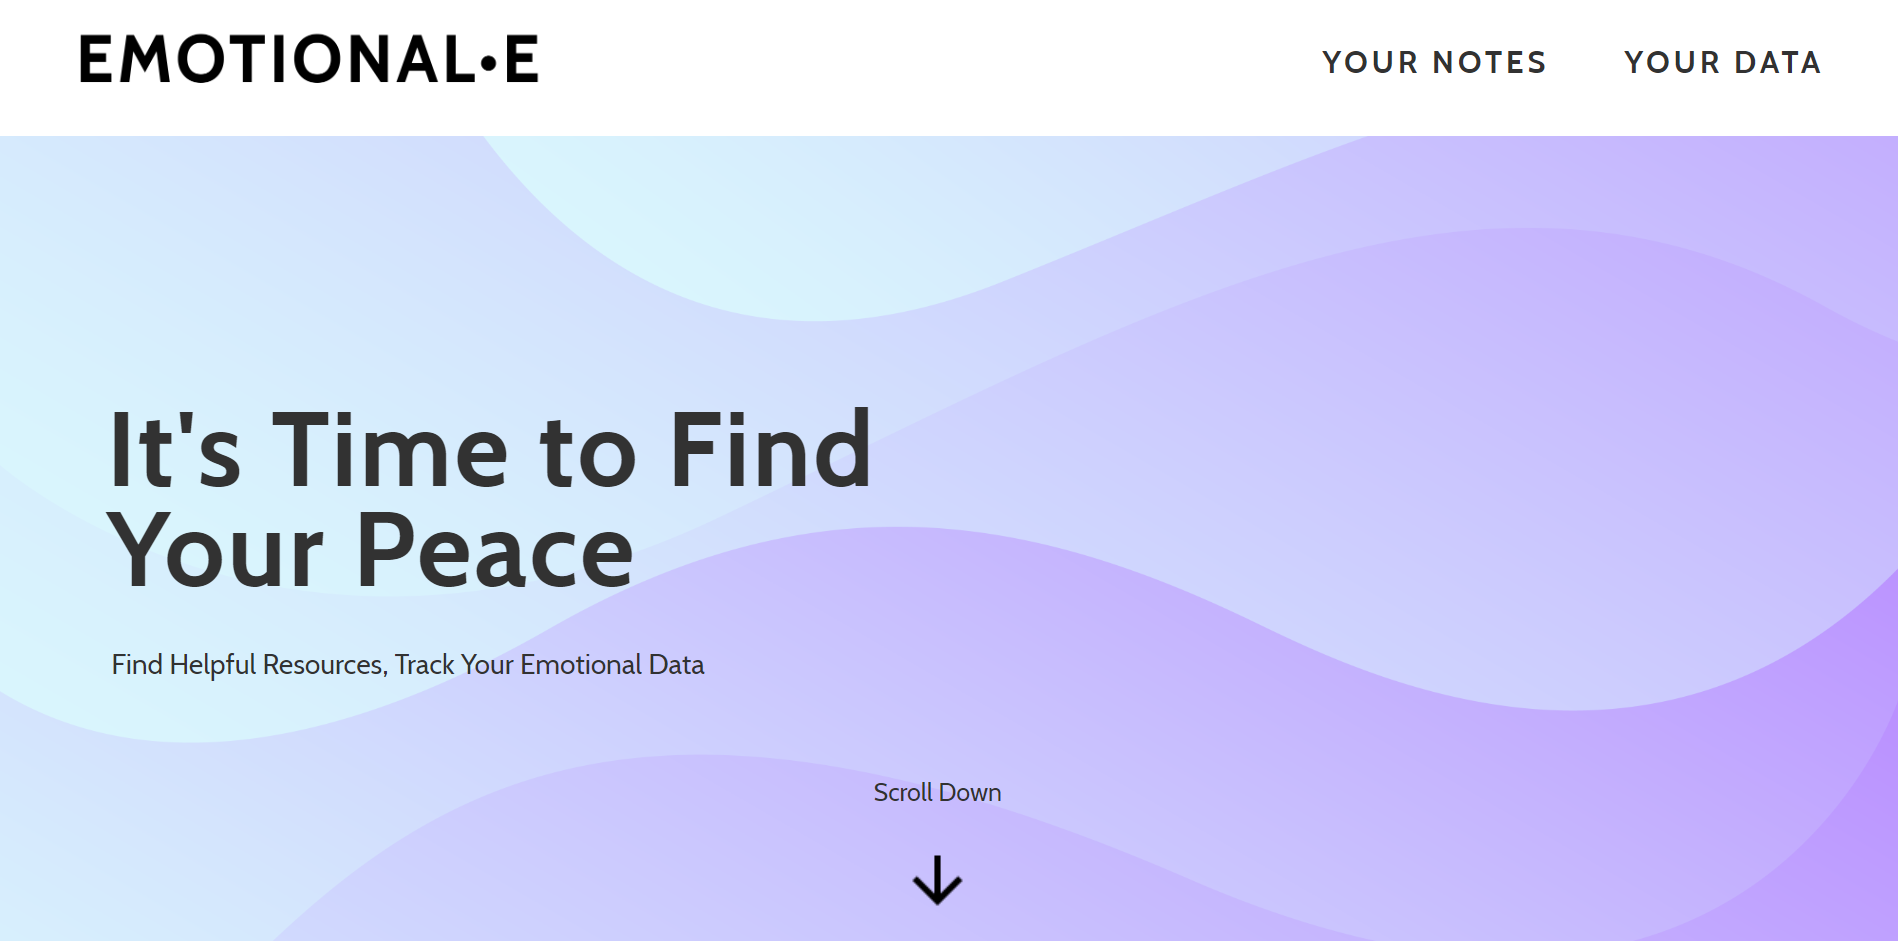 EMOTIONAL•E
YOUR NOTES
YOUR DATA
It's Time to Find
Your Peace
Find Helpful Resources, Track Your Emotional Data
Scroll Down